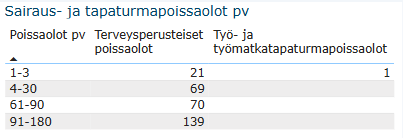 Sairaus- ja tapaturmapoissaolot pv
Poissaolot pv Terveysperusteiset poissaolot Työ- ja työmatkatapaturmapoissaolot
1-3 21 1
4-30 69
61-90 70
91-180 139